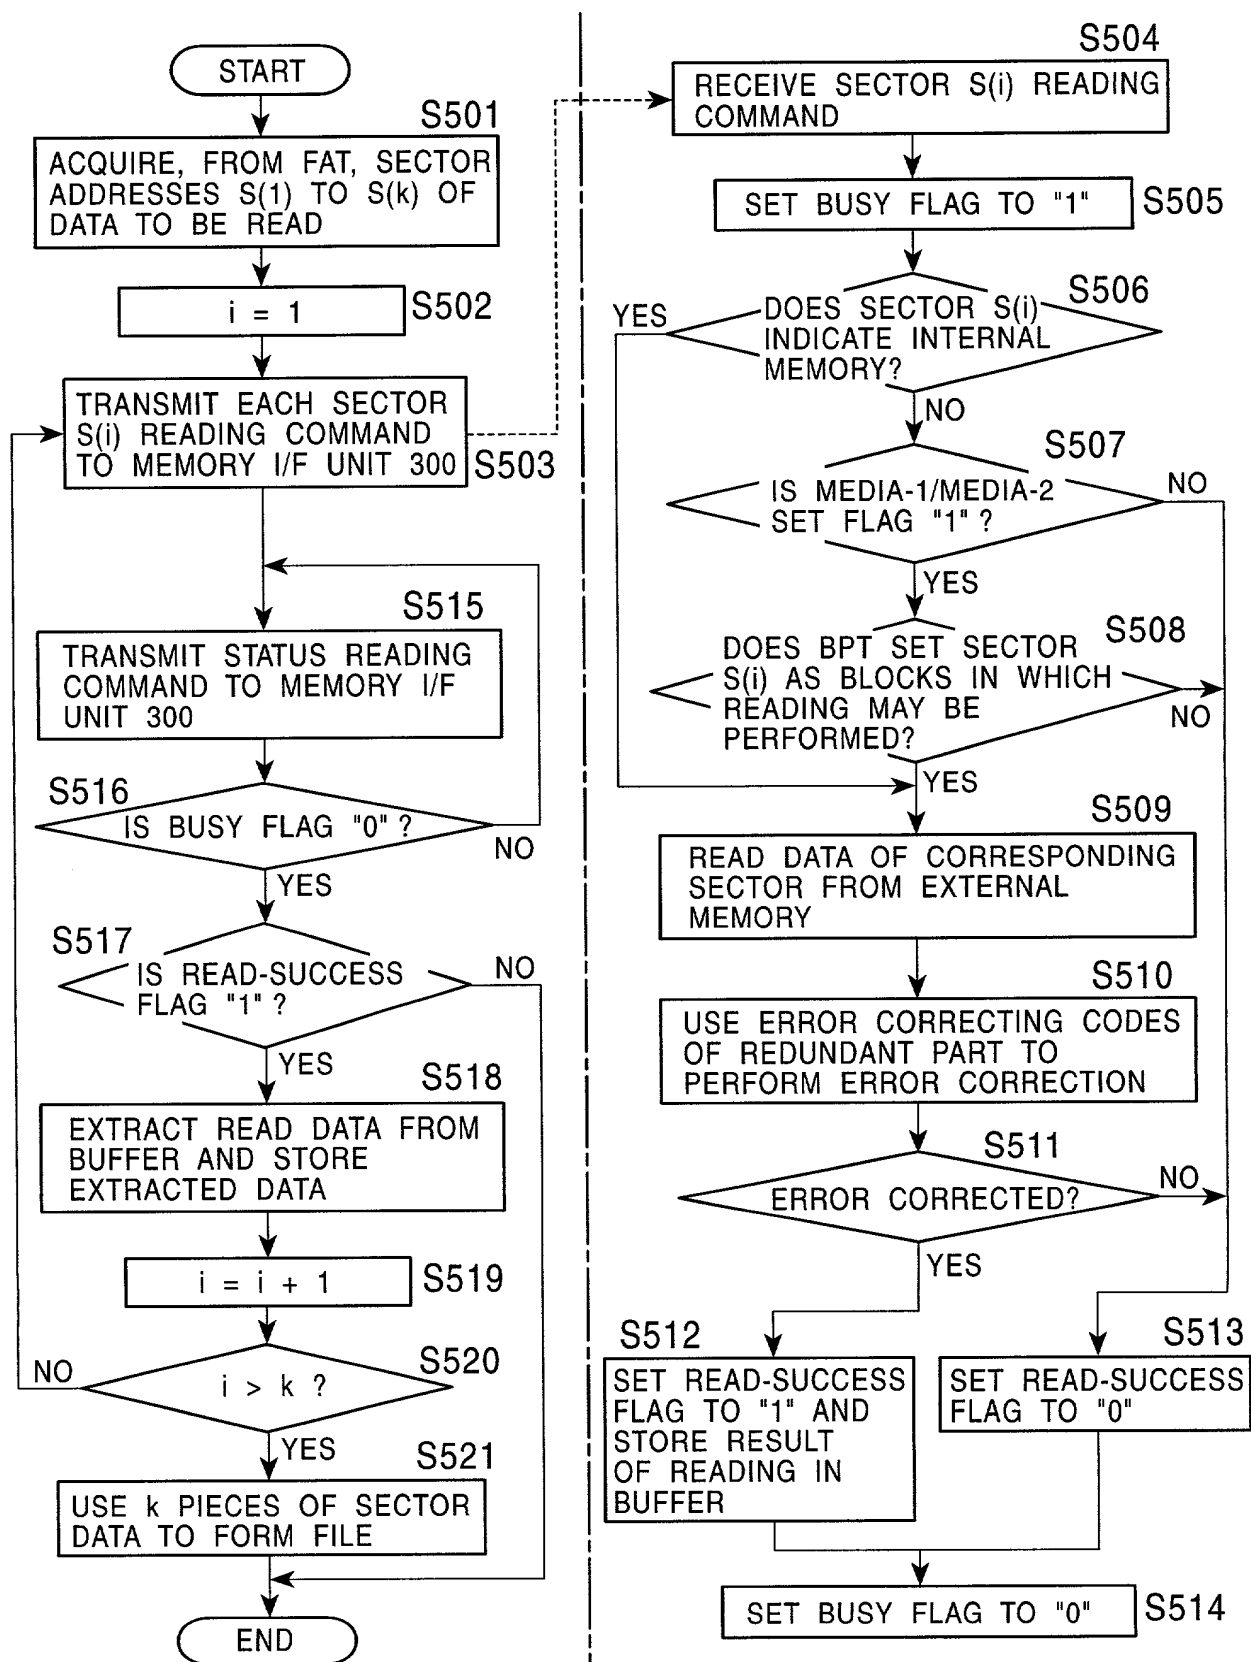 START
S501
ACQUIRE, FROM FAT, SECTOR
ADDRESSES S(1) TO S(k) OF
DATA TO BE READ
i = 1
S502
TRANSMIT EACH SECTOR
S(i) READING COMMAND
TO MEMORY I/F UNIT 300
S503
S515
TRANSMIT STATUS READING
COMMAND TO MEMORY I/F
UNIT 300
S516
IS BUSY FLAG "0" ?
NO
YES
S517
IS READ-SUCCESS
FLAG "1" ?
NO
YES
S518
EXTRACT READ DATA FROM
BUFFER AND STORE
EXTRACTED DATA
i = i + 1
S519
S520
NO
i > k ?
YES
S521
USE k PIECES OF SECTOR
DATA TO FORM FILE
END
S504
RECEIVE SECTOR S(i) READING
COMMAND
SET BUSY FLAG TO "1"
S505
S506
YES
DOES SECTOR S(i)
INDICATE INTERNAL
MEMORY?
NO
S507
IS MEDIA-1/MEDIA-2
SET FLAG "1" ?
NO
YES
S508
DOES BPT SET SECTOR
S(i) AS BLOCKS IN WHICH
READING MAY BE
PERFORMED?
NO
YES
S509
READ DATA OF CORRESPONDING
SECTOR FROM EXTERNAL
MEMORY
S510
USE ERROR CORRECTING CODES
OF REDUNDANT PART TO
PERFORM ERROR CORRECTION
S511
ERROR CORRECTED?
NO
YES
S512
SET READ-SUCCESS
FLAG TO "1" AND
STORE RESULT
OF READING IN
BUFFER
S513
SET READ-SUCCESS
FLAG TO "0"
SET BUSY FLAG TO "0"
S514